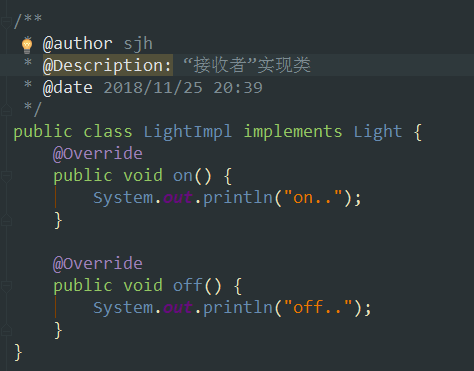 /**
* @author sjh
* @Description: “接收者”实现类
* @date 2018/11/25 20:39
*/
public class LightImpl implements Light {
@Override
public void on() {
System.out.println("on..");
}
@Override
public void off() {
System.out.println("off..");
}
}